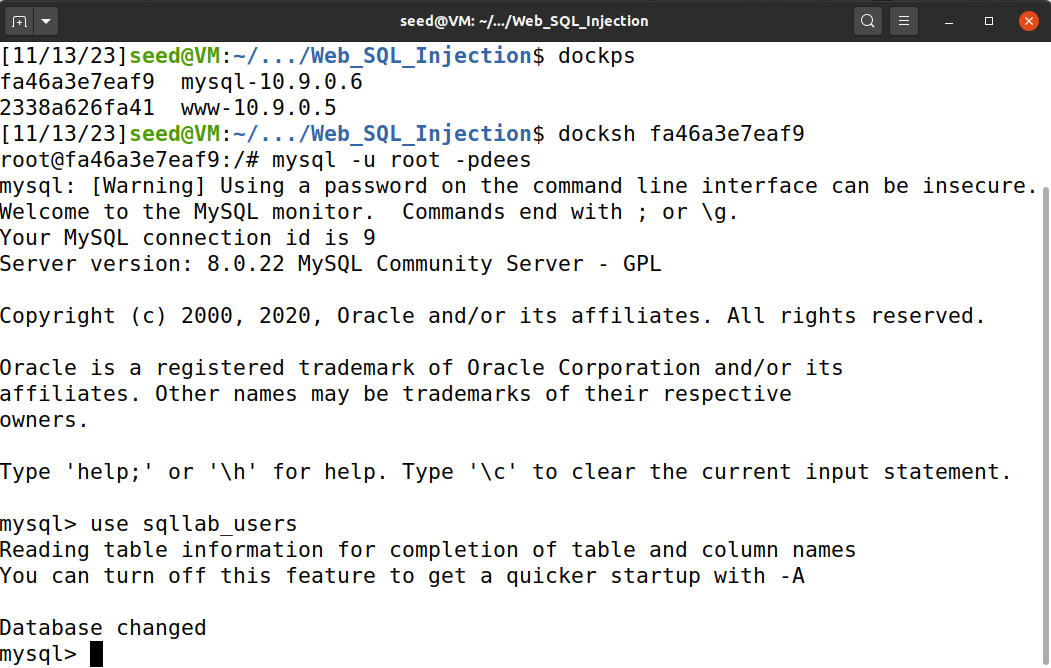 seed@VM: ~/.../Web_SQL_Injection
[11/13/23]seed@VM:~/.../Web_SQL_Injection$ dockps
fa46a3e7eaf9  mysql-10.9.0.6
2338a626fa41  www-10.9.0.5
[11/13/23]seed@VM:~/.../Web_SQL_Injection$ docksh fa46a3e7eaf9
root@fa46a3e7eaf9:/# mysql -u root -pdees
mysql: [Warning] Using a password on the command line interface can be insecure.
Welcome to the MySQL monitor.  Commands end with ; or \g.
Your MySQL connection id is 9
Server version: 8.0.22 MySQL Community Server - GPL

Copyright (c) 2000, 2020, Oracle and/or its affiliates. All rights reserved.

Oracle is a registered trademark of Oracle Corporation and/or its
affiliates. Other names may be trademarks of their respective
owners.

Type 'help;' or '\h' for help. Type '\c' to clear the current input statement.

mysql> use sqllab_users
Reading table information for completion of table and column names
You can turn off this feature to get a quicker startup with -A

Database changed
mysql>